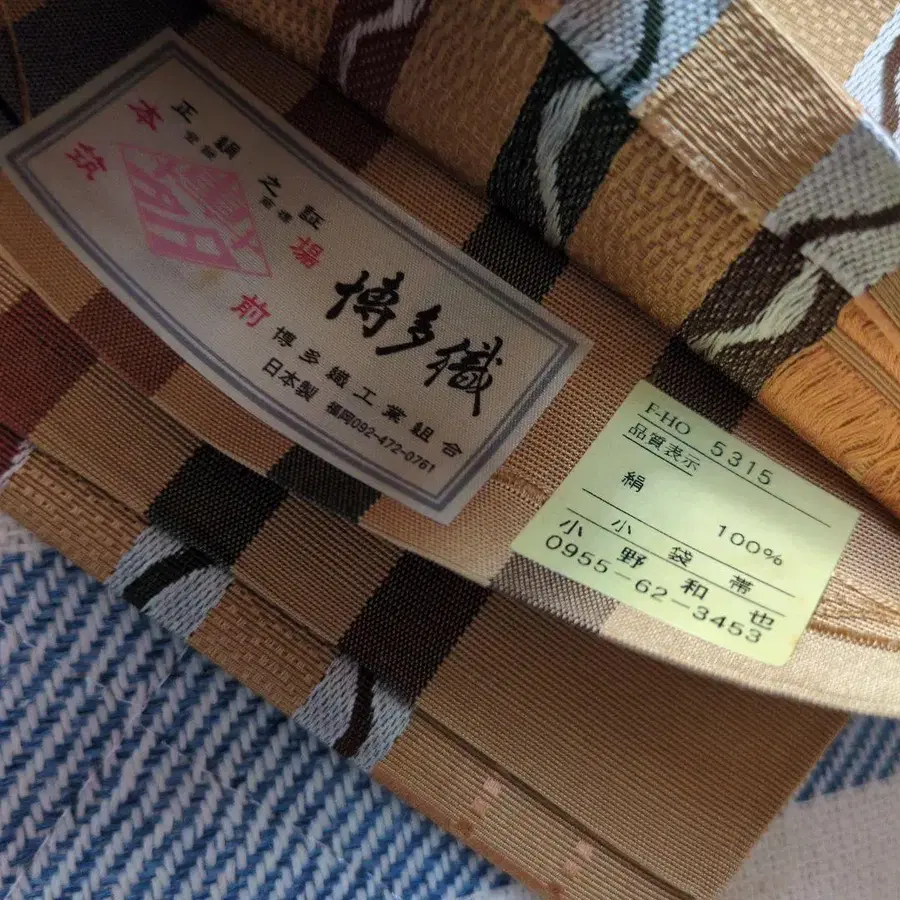 正絹之証
登録商標
本場
筑前
博多織
博多織工業組合
日本製 福岡092-472-0761
F-HO 5315
品質表示
絹 100%
小袋帯
小野和也
0955-62-3453